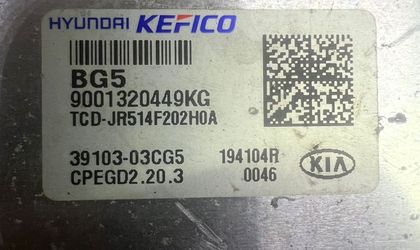 HYUNDAI KEFICO
BG5
9001320449KG
TCD-JR514F202H0A
39103-03CG5 194104R
CPEGD2.20.3 0046
KIA